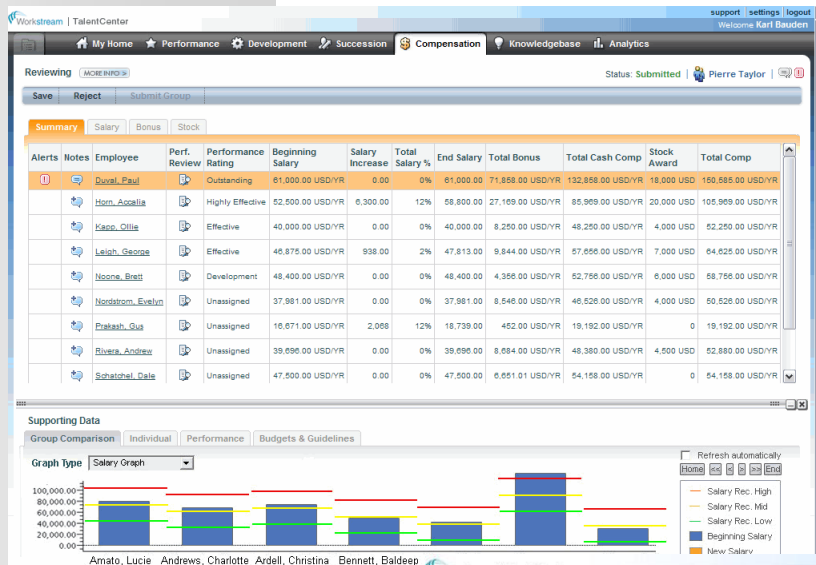 support settings logout
Workstream | TalentCenter
Welcome Karl Bauden
My Home Performance Development Succession Compensation Knowledgebase Analytics
Reviewing MORE INFO »
Status: Submitted | Pierre Taylor |
Save Reject Submit Group
Summary Salary Bonus Stock
Alerts Notes Employee Perf. Review Performance Rating Beginning Salary Salary Increase Total Salary % End Salary Total Bonus Total Cash Comp Stock Award Total Comp
Duval, Paul Outstanding 61,000.00 USD/YR 0.00 0% 61,000.00 71,858.00 USD/YR 132,858.00 USD/YR 18,000 USD 150,585.00 USD/YR
Horn, Accalia Highly Effective 52,500.00 USD/YR 6,300.00 12% 58,800.00 27,169.00 USD/YR 85,969.00 USD/YR 20,000 USD 105,969.00 USD/YR
Kapp, Ollie Effective 40,000.00 USD/YR 0.00 0% 40,000.00 8,250.00 USD/YR 48,250.00 USD/YR 4,000 USD 52,250.00 USD/YR
Leigh, George Effective 46,875.00 USD/YR 938.00 2% 47,813.00 9,844.00 USD/YR 57,656.00 USD/YR 7,000 USD 64,625.00 USD/YR
Noone, Brett Development 48,400.00 USD/YR 0.00 0% 48,400.00 4,356.00 USD/YR 52,756.00 USD/YR 6,000 USD 58,756.00 USD/YR
Nordstrom, Evelyn Unassigned 37,981.00 USD/YR 0.00 0% 37,981.00 8,546.00 USD/YR 46,526.00 USD/YR 4,000 USD 50,526.00 USD/YR
Prakash, Gus Unassigned 16,671.00 USD/YR 2,068 12% 18,739.00 452.00 USD/YR 19,192.00 USD/YR 0 19,192.00 USD/YR
Rivera, Andrew Unassigned 39,696.00 USD/YR 0.00 0% 39,696.00 8,684.00 USD/YR 48,380.00 USD/YR 4,500 USD 52,880.00 USD/YR
Schatchel, Dale Unassigned 47,500.00 USD/YR 0.00 0% 47,500.00 6,651.01 USD/YR 54,158.00 USD/YR 0 54,158.00 USD/YR
Supporting Data
Group Comparison Individual Performance Budgets & Guidelines
Graph Type Salary Graph
Refresh automatically
Home << < > >> End
100,000.00
80,000.00
60,000.00
40,000.00
20,000.00
0.00
Salary Rec. High
Salary Rec. Mid
Salary Rec. Low
Beginning Salary
New Salary
Amato, Lucie Andrews, Charlotte Ardell, Christina Bennett, Baldeep